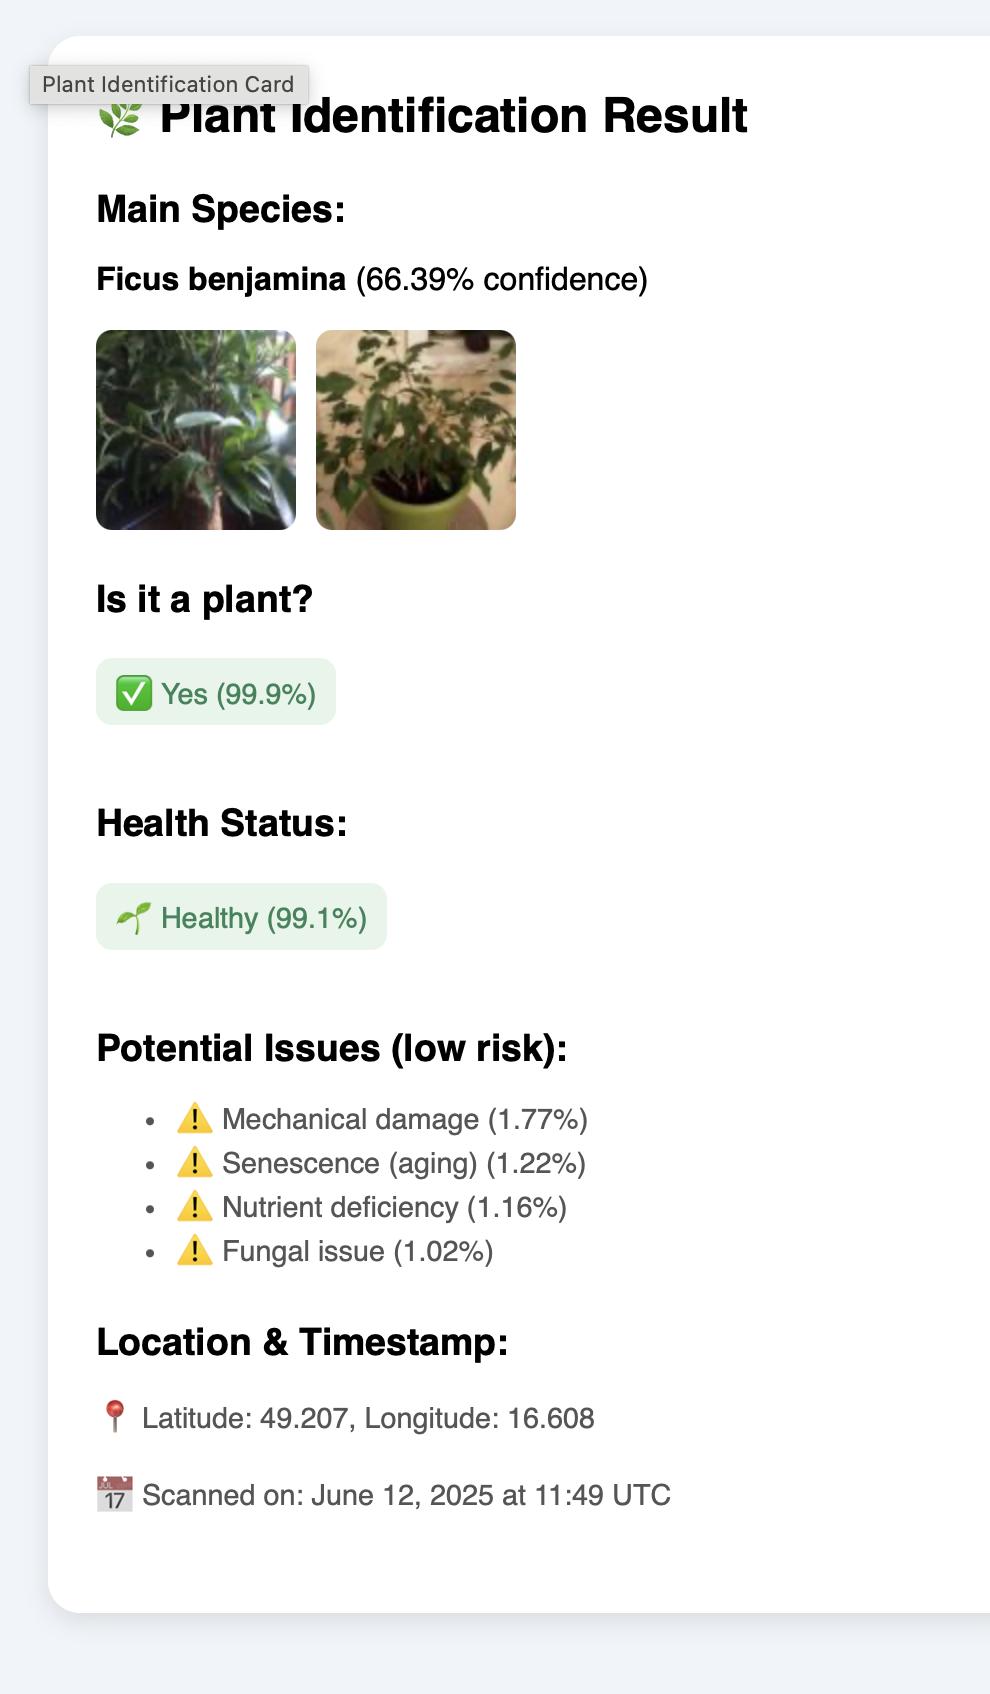 Plant Identification Card
🌿 Plant Identification Result
Main Species:
Ficus benjamina (66.39% confidence)
Is it a plant?
✅ Yes (99.9%)
Health Status:
🌱 Healthy (99.1%)
Potential Issues (low risk):
• ⚠️ Mechanical damage (1.77%)
• ⚠️ Senescence (aging) (1.22%)
• ⚠️ Nutrient deficiency (1.16%)
• ⚠️ Fungal issue (1.02%)
Location & Timestamp:
📍 Latitude: 49.207, Longitude: 16.608
📅 Scanned on: June 12, 2025 at 11:49 UTC